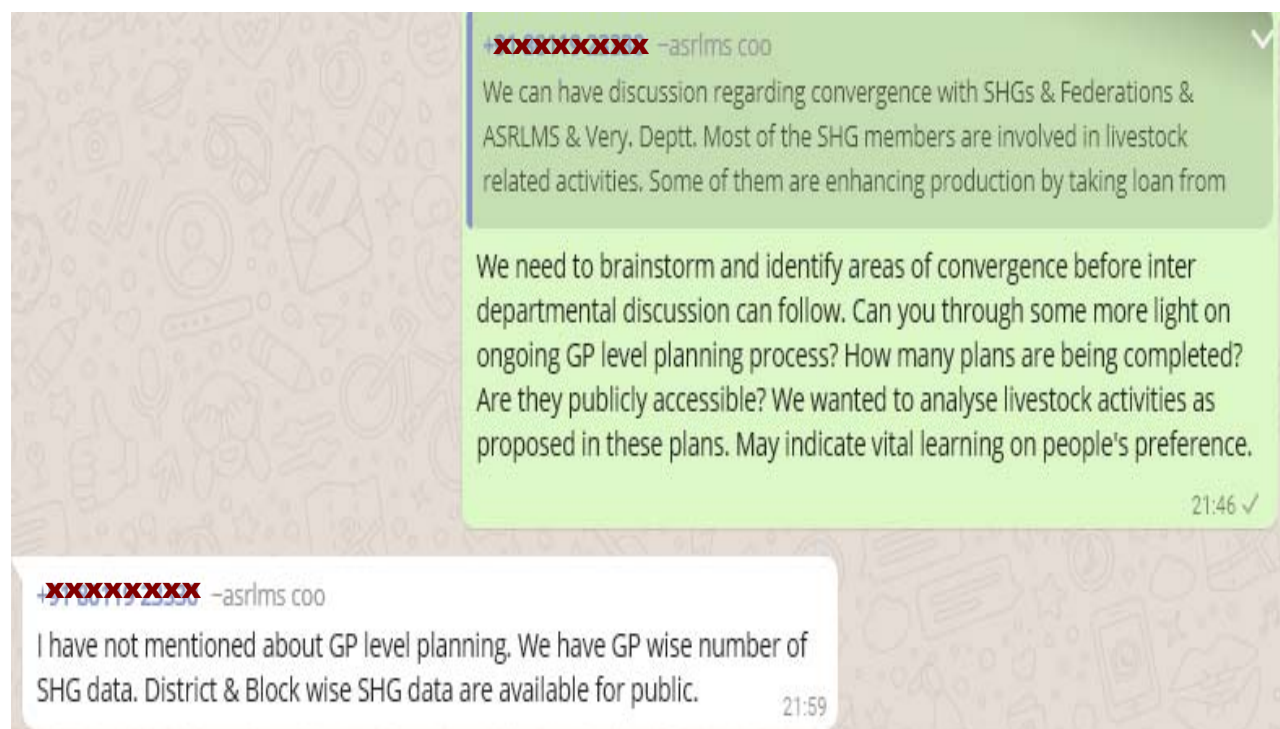 ~asrlms coo
We can have discussion regarding convergence with SHGs & Federations &
ASRLMS & Very. Deptt. Most of the SHG members are involved in livestock
related activities. Some of them are enhancing production by taking loan from
We need to brainstorm and identify areas of convergence before inter
departmental discussion can follow. Can you through some more light on
ongoing GP level planning process? How many plans are being completed?
Are they publicly accessible? We wanted to analyse livestock activities as
proposed in these plans. May indicate vital learning on people's preference.
21:46
~asrlms coo
I have not mentioned about GP level planning. We have GP wise number of
SHG data. District & Block wise SHG data are available for public.
21:59